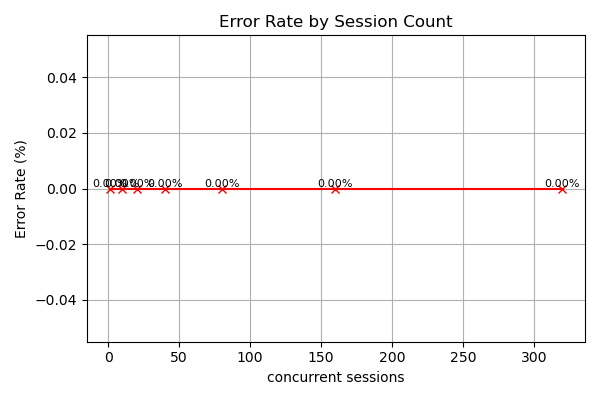 Error Rate by Session Count
Error Rate (%)
0.04
0.02
0.00
−0.02
−0.04
0.00% 0.00% 0.00% 0.00% 0.00% 0.00% 0.00%
0 50 100 150 200 250 300
concurrent sessions